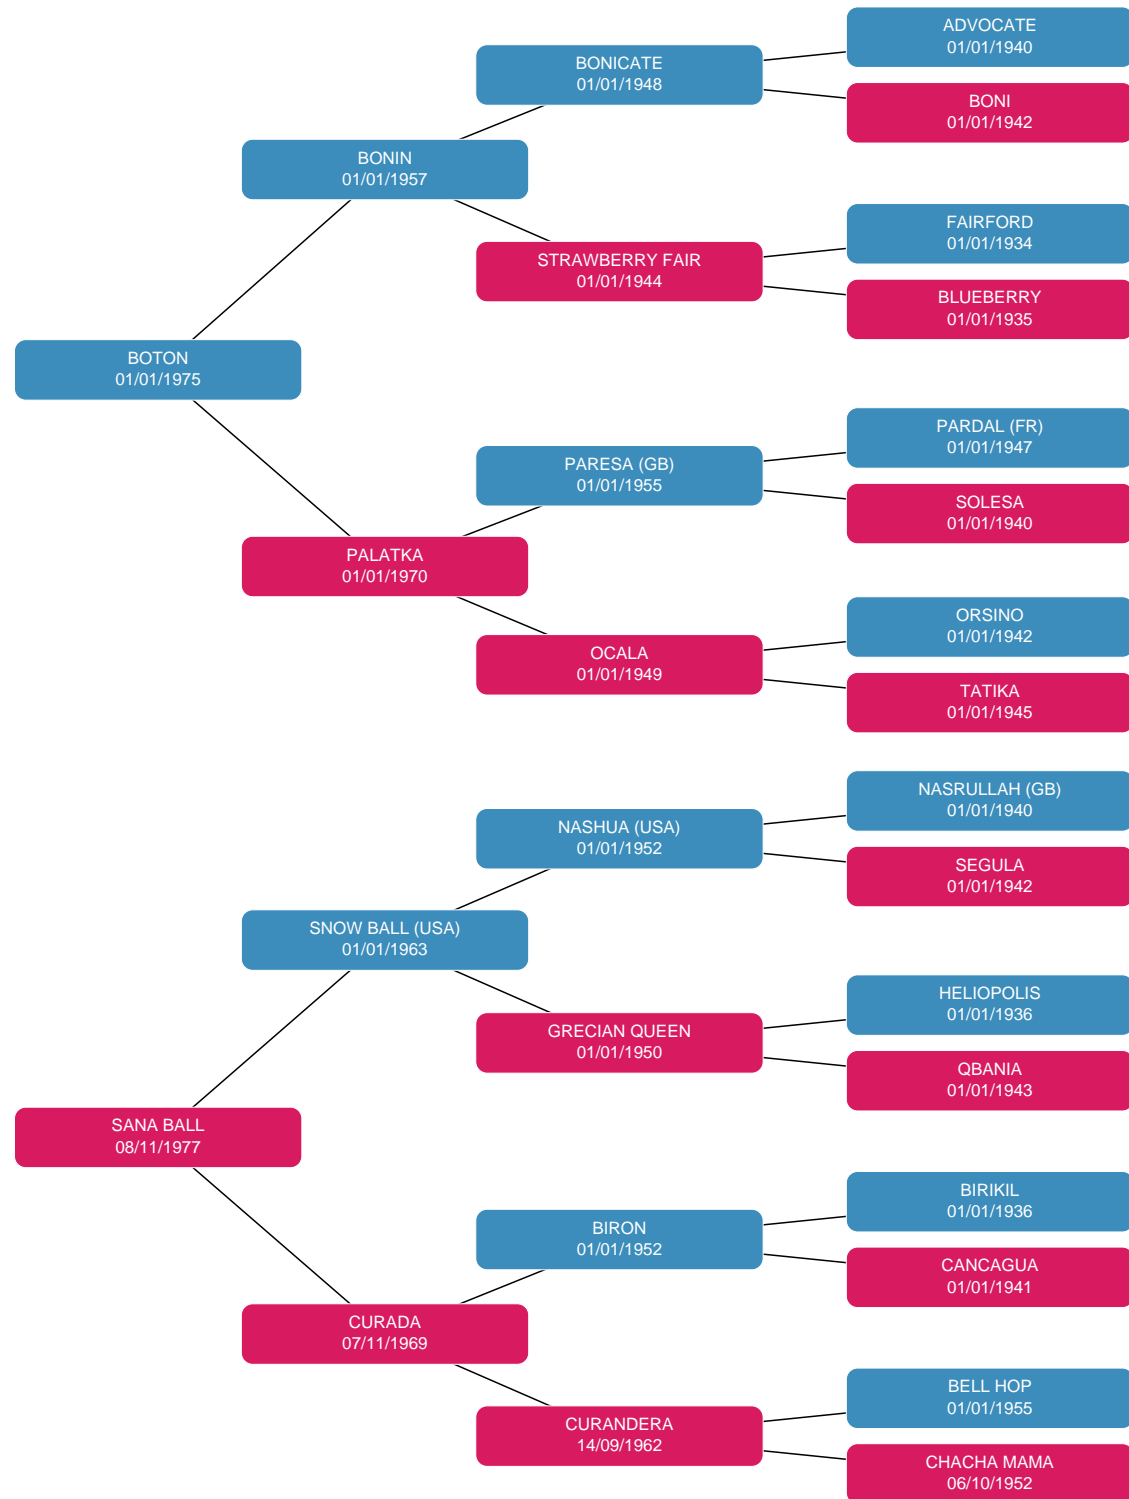 ADVOCATE
01/01/1940
BONICATE
01/01/1948
BONI
01/01/1942
BONIN
01/01/1957
FAIRFORD
01/01/1934
STRAWBERRY FAIR
01/01/1944
BLUEBERRY
01/01/1935
BOTON
01/01/1975
PARDAL (FR)
01/01/1947
PARESA (GB)
01/01/1955
SOLESA
01/01/1940
PALATKA
01/01/1970
ORSINO
01/01/1942
OCALA
01/01/1949
TATIKA
01/01/1945
NASRULLAH (GB)
01/01/1940
NASHUA (USA)
01/01/1952
SEGULA
01/01/1942
SNOW BALL (USA)
01/01/1963
HELIOPOLIS
01/01/1936
GRECIAN QUEEN
01/01/1950
QBANIA
01/01/1943
SANA BALL
08/11/1977
BIRIKIL
01/01/1936
BIRON
01/01/1952
CANCAGUA
01/01/1941
CURADA
07/11/1969
BELL HOP
01/01/1955
CURANDERA
14/09/1962
CHACHA MAMA
06/10/1952